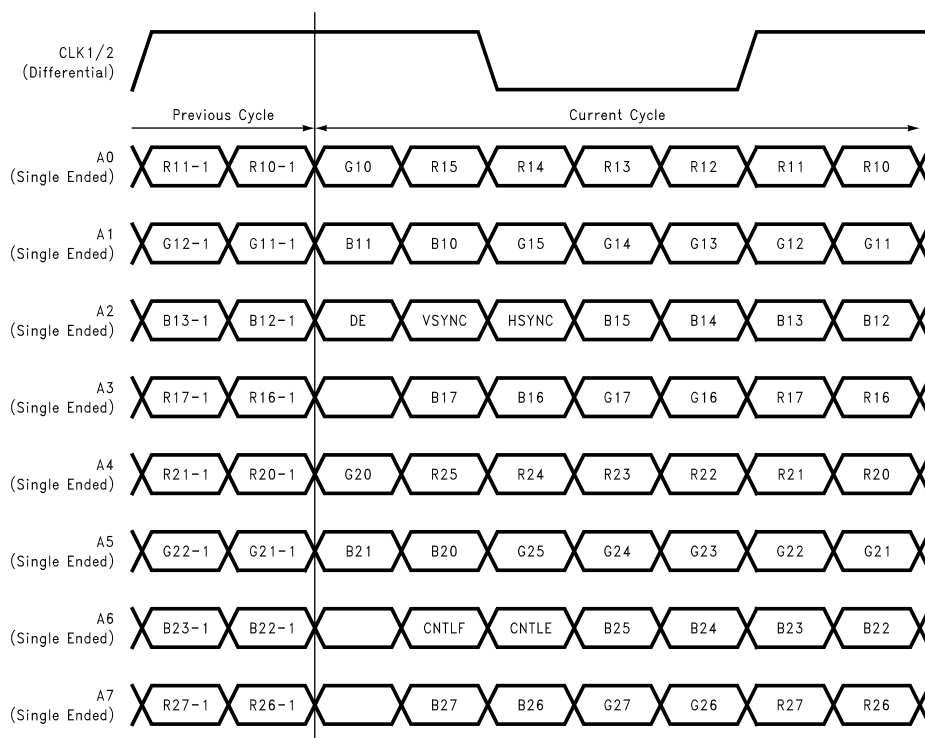 CLK1/2
(Differential)
Previous Cycle Current Cycle
A0
(Single Ended)
R11-1 R10-1 G10 R15 R14 R13 R12 R11 R10
A1
(Single Ended)
G12-1 G11-1 B11 B10 G15 G14 G13 G12 G11
A2
(Single Ended)
B13-1 B12-1 DE VSYNC HSYNC B15 B14 B13 B12
A3
(Single Ended)
R17-1 R16-1 B17 B16 G17 G16 R17 R16
A4
(Single Ended)
R21-1 R20-1 G20 R25 R24 R23 R22 R21 R20
A5
(Single Ended)
G22-1 G21-1 B21 B20 G25 G24 G23 G22 G21
A6
(Single Ended)
B23-1 B22-1 CNTLF CNTLE B25 B24 B23 B22
A7
(Single Ended)
R27-1 R26-1 B27 B26 G27 G26 R27 R26